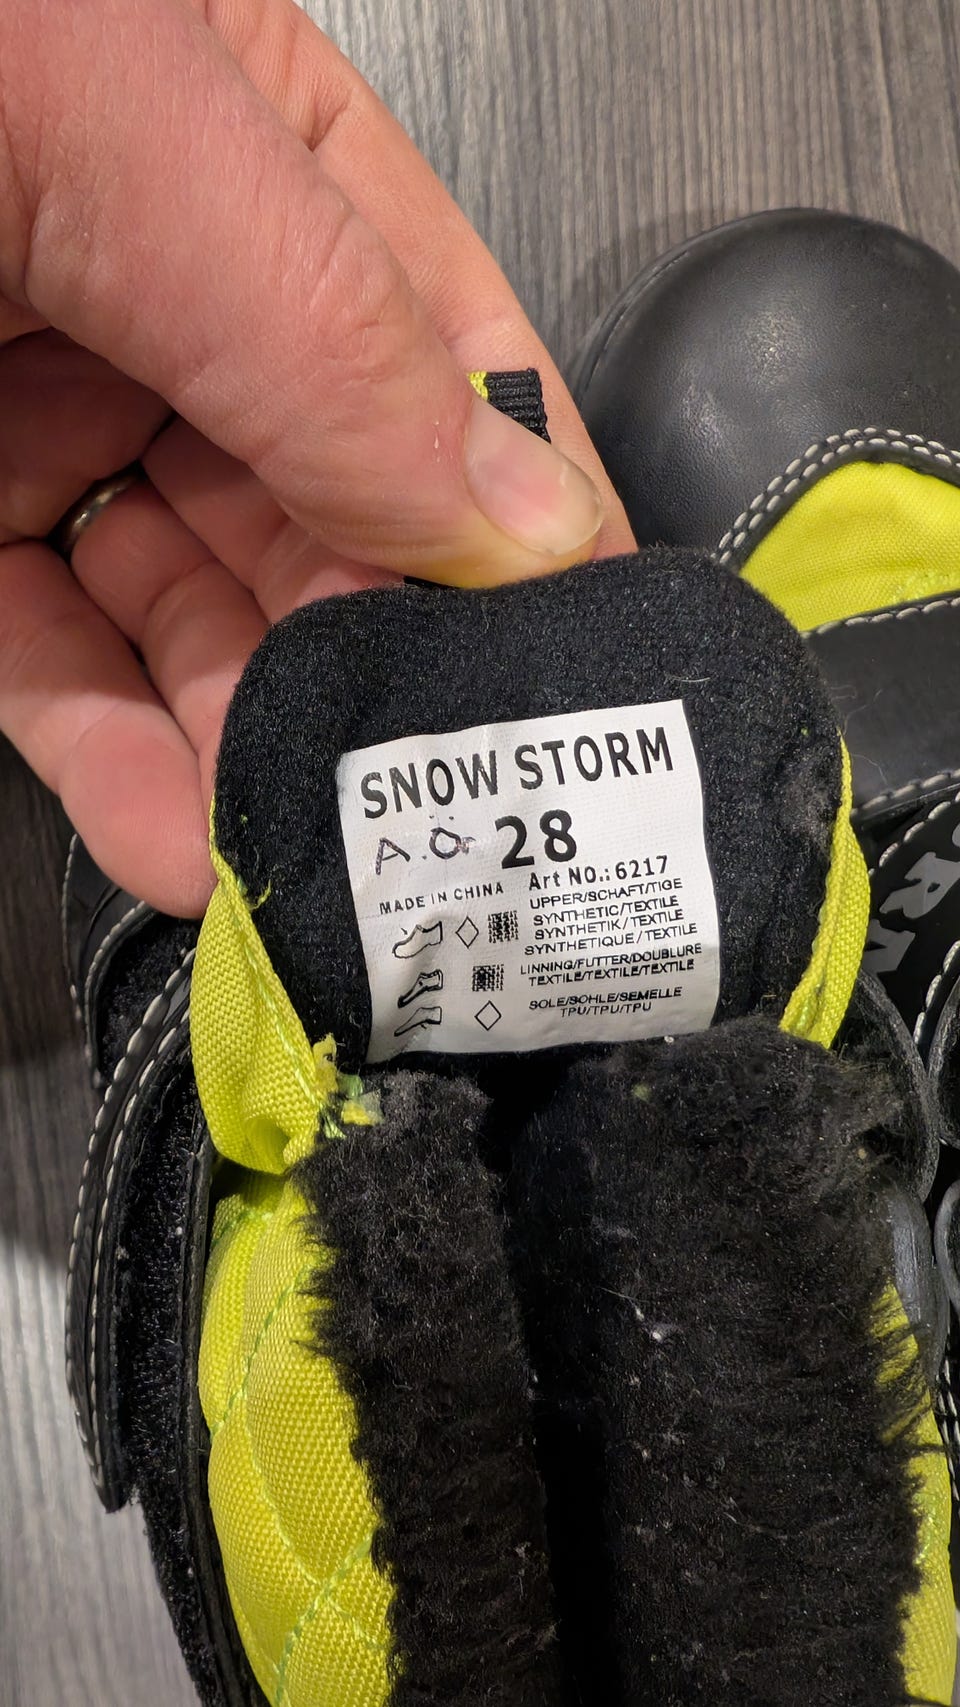 SNOW STORM
A.Ö. 28
Art NO.:6217
MADE IN CHINA
UPPER/SCHAFT/TIGE
SYNTHETIC/TEXTILE
SYNTHETIK/TEXTILE
SYNTHETIQUE/TEXTILE
LINNING/FUTTER/DOUBLURE
TEXTILE/TEXTILE/TEXTILE
SOLE/SOHLE/SEMELLE
TPU/TPU/TPU